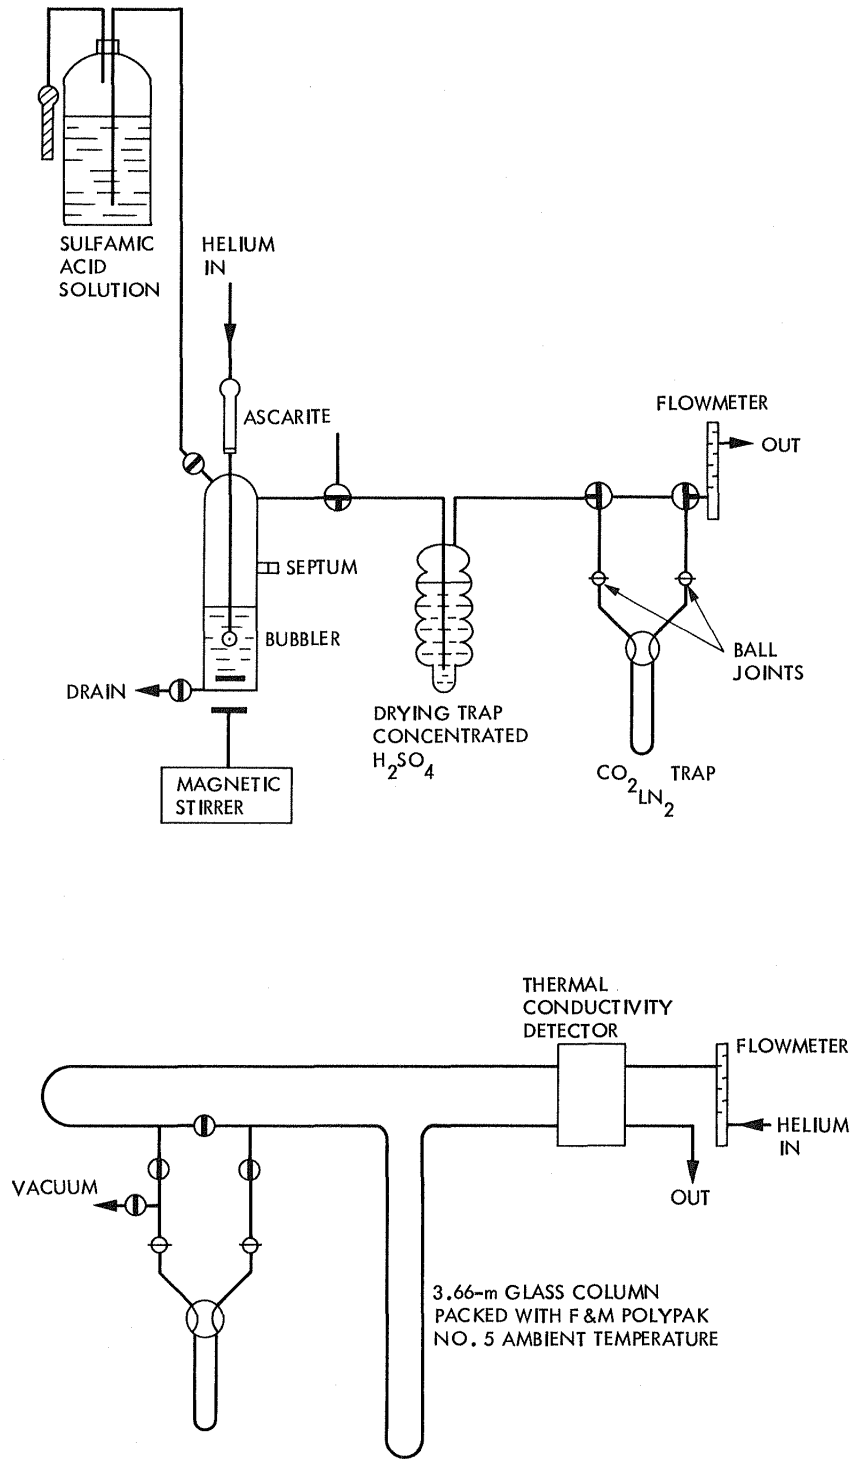 SULFAMIC
ACID
SOLUTION
HELIUM
IN
ASCARITE
FLOWMETER
OUT
SEPTUM
BUBBLER
DRAIN
BALL
JOINTS
DRYING TRAP
CONCENTRATED
H2SO4
CO2 TRAP
LN2
MAGNETIC
STIRRER
THERMAL
CONDUCTIVITY
DETECTOR
FLOWMETER
HELIUM
IN
OUT
VACUUM
3.66-m GLASS COLUMN
PACKED WITH F&M POLYPAK
NO. 5 AMBIENT TEMPERATURE